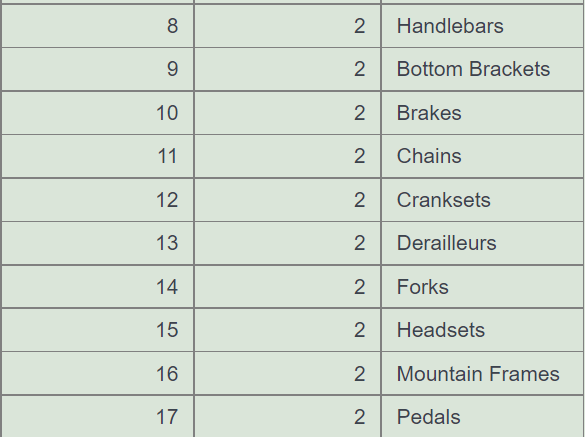 8 2 Handlebars
9 2 Bottom Brackets
10 2 Brakes
11 2 Chains
12 2 Cranksets
13 2 Derailleurs
14 2 Forks
15 2 Headsets
16 2 Mountain Frames
17 2 Pedals